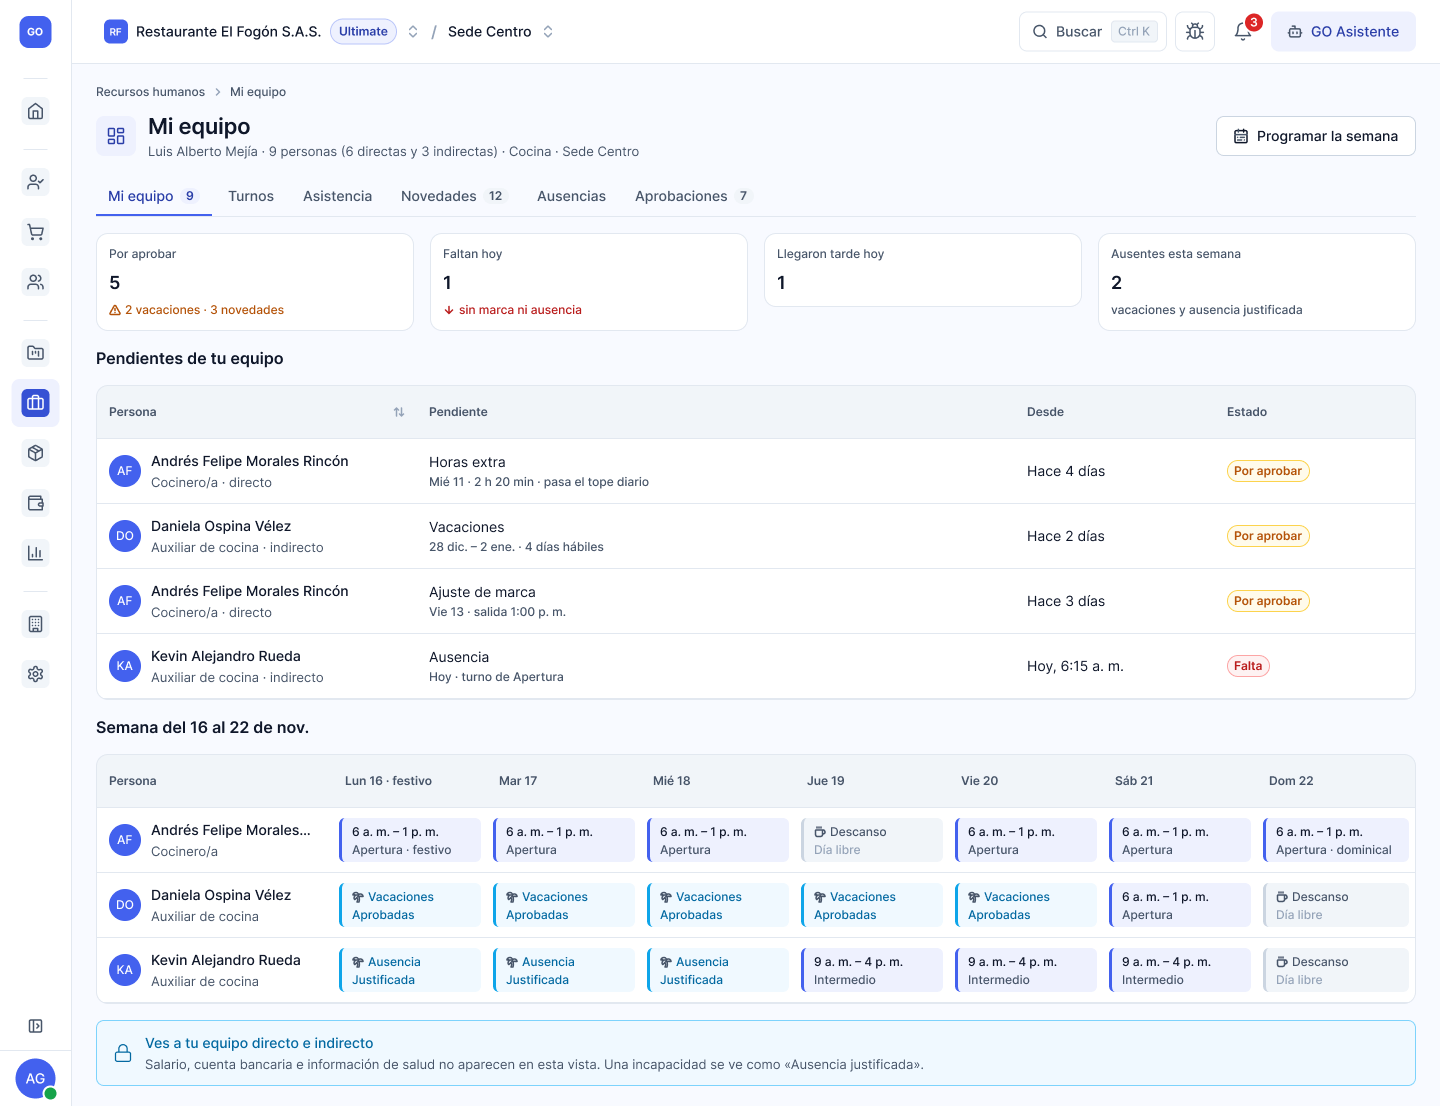 GO
RF Restaurante El Fogón S.A.S. Ultimate / Sede Centro
Buscar Ctrl K
3
GO Asistente
Recursos humanos > Mi equipo
Mi equipo
Luis Alberto Mejía · 9 personas (6 directas y 3 indirectas) · Cocina · Sede Centro
Programar la semana
Mi equipo 9 Turnos Asistencia Novedades 12 Ausencias Aprobaciones 7
Por aprobar
5
2 vacaciones · 3 novedades
Faltan hoy
1
sin marca ni ausencia
Llegaron tarde hoy
1
Ausentes esta semana
2
vacaciones y ausencia justificada
Pendientes de tu equipo
Persona Pendiente Desde Estado
AF
Andrés Felipe Morales Rincón
Cocinero/a · directo
Horas extra
Mié 11 · 2 h 20 min · pasa el tope diario
Hace 4 días
Por aprobar
DO
Daniela Ospina Vélez
Auxiliar de cocina · indirecto
Vacaciones
28 dic. – 2 ene. · 4 días hábiles
Hace 2 días
Por aprobar
AF
Andrés Felipe Morales Rincón
Cocinero/a · directo
Ajuste de marca
Vie 13 · salida 1:00 p. m.
Hace 3 días
Por aprobar
KA
Kevin Alejandro Rueda
Auxiliar de cocina · indirecto
Ausencia
Hoy · turno de Apertura
Hoy, 6:15 a. m.
Falta
Semana del 16 al 22 de nov.
Persona Lun 16 · festivo Mar 17 Mié 18 Jue 19 Vie 20 Sáb 21 Dom 22
AF
Andrés Felipe Morales...
Cocinero/a
6 a. m. – 1 p. m.
Apertura · festivo
6 a. m. – 1 p. m.
Apertura
6 a. m. – 1 p. m.
Apertura
Descanso
Día libre
6 a. m. – 1 p. m.
Apertura
6 a. m. – 1 p. m.
Apertura
6 a. m. – 1 p. m.
Apertura · dominical
DO
Daniela Ospina Vélez
Auxiliar de cocina
Vacaciones
Aprobadas
Vacaciones
Aprobadas
Vacaciones
Aprobadas
Vacaciones
Aprobadas
Vacaciones
Aprobadas
6 a. m. – 1 p. m.
Apertura
Descanso
Día libre
KA
Kevin Alejandro Rueda
Auxiliar de cocina
Ausencia
Justificada
Ausencia
Justificada
Ausencia
Justificada
9 a. m. – 4 p. m.
Intermedio
9 a. m. – 4 p. m.
Intermedio
9 a. m. – 4 p. m.
Intermedio
Descanso
Día libre
Ves a tu equipo directo e indirecto
Salario, cuenta bancaria e información de salud no aparecen en esta vista. Una incapacidad se ve como «Ausencia justificada».
AG